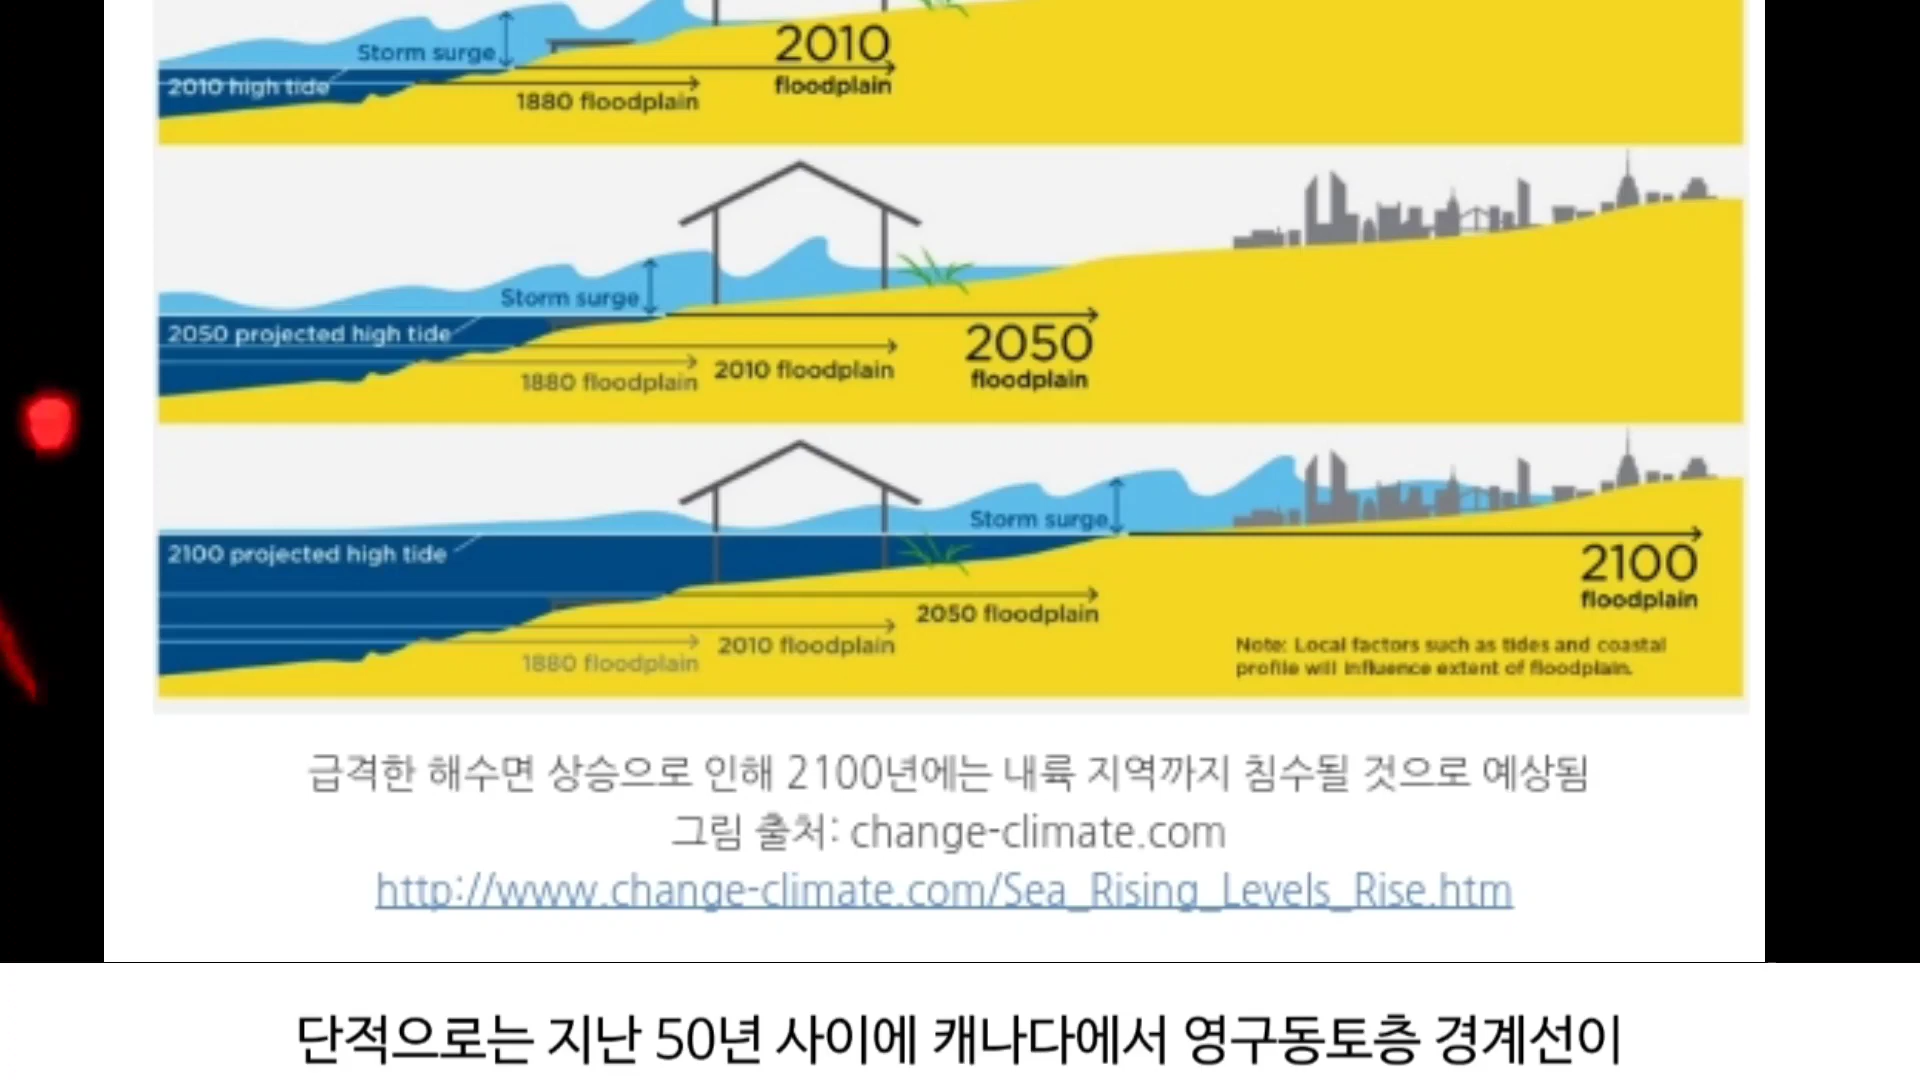 Storm surge
2010 high tide
1880 floodplain
2010
floodplain
Storm surge
2050 projected high tide
1880 floodplain
2010 floodplain
2050
floodplain
Storm surge
2100 projected high tide
1880 floodplain
2010 floodplain
2050 floodplain
2100
floodplain
Note: Local factors such as tides and coastal
profile will influence extent of floodplain.
급격한 해수면 상승으로 인해 2100년에는 내륙 지역까지 침수될 것으로 예상됨
그림 출처: change-climate.com
http://www.change-climate.com/Sea_Rising_Levels_Rise.htm
단적으로는 지난 50년 사이에 캐나다에서 영구동토층 경계선이